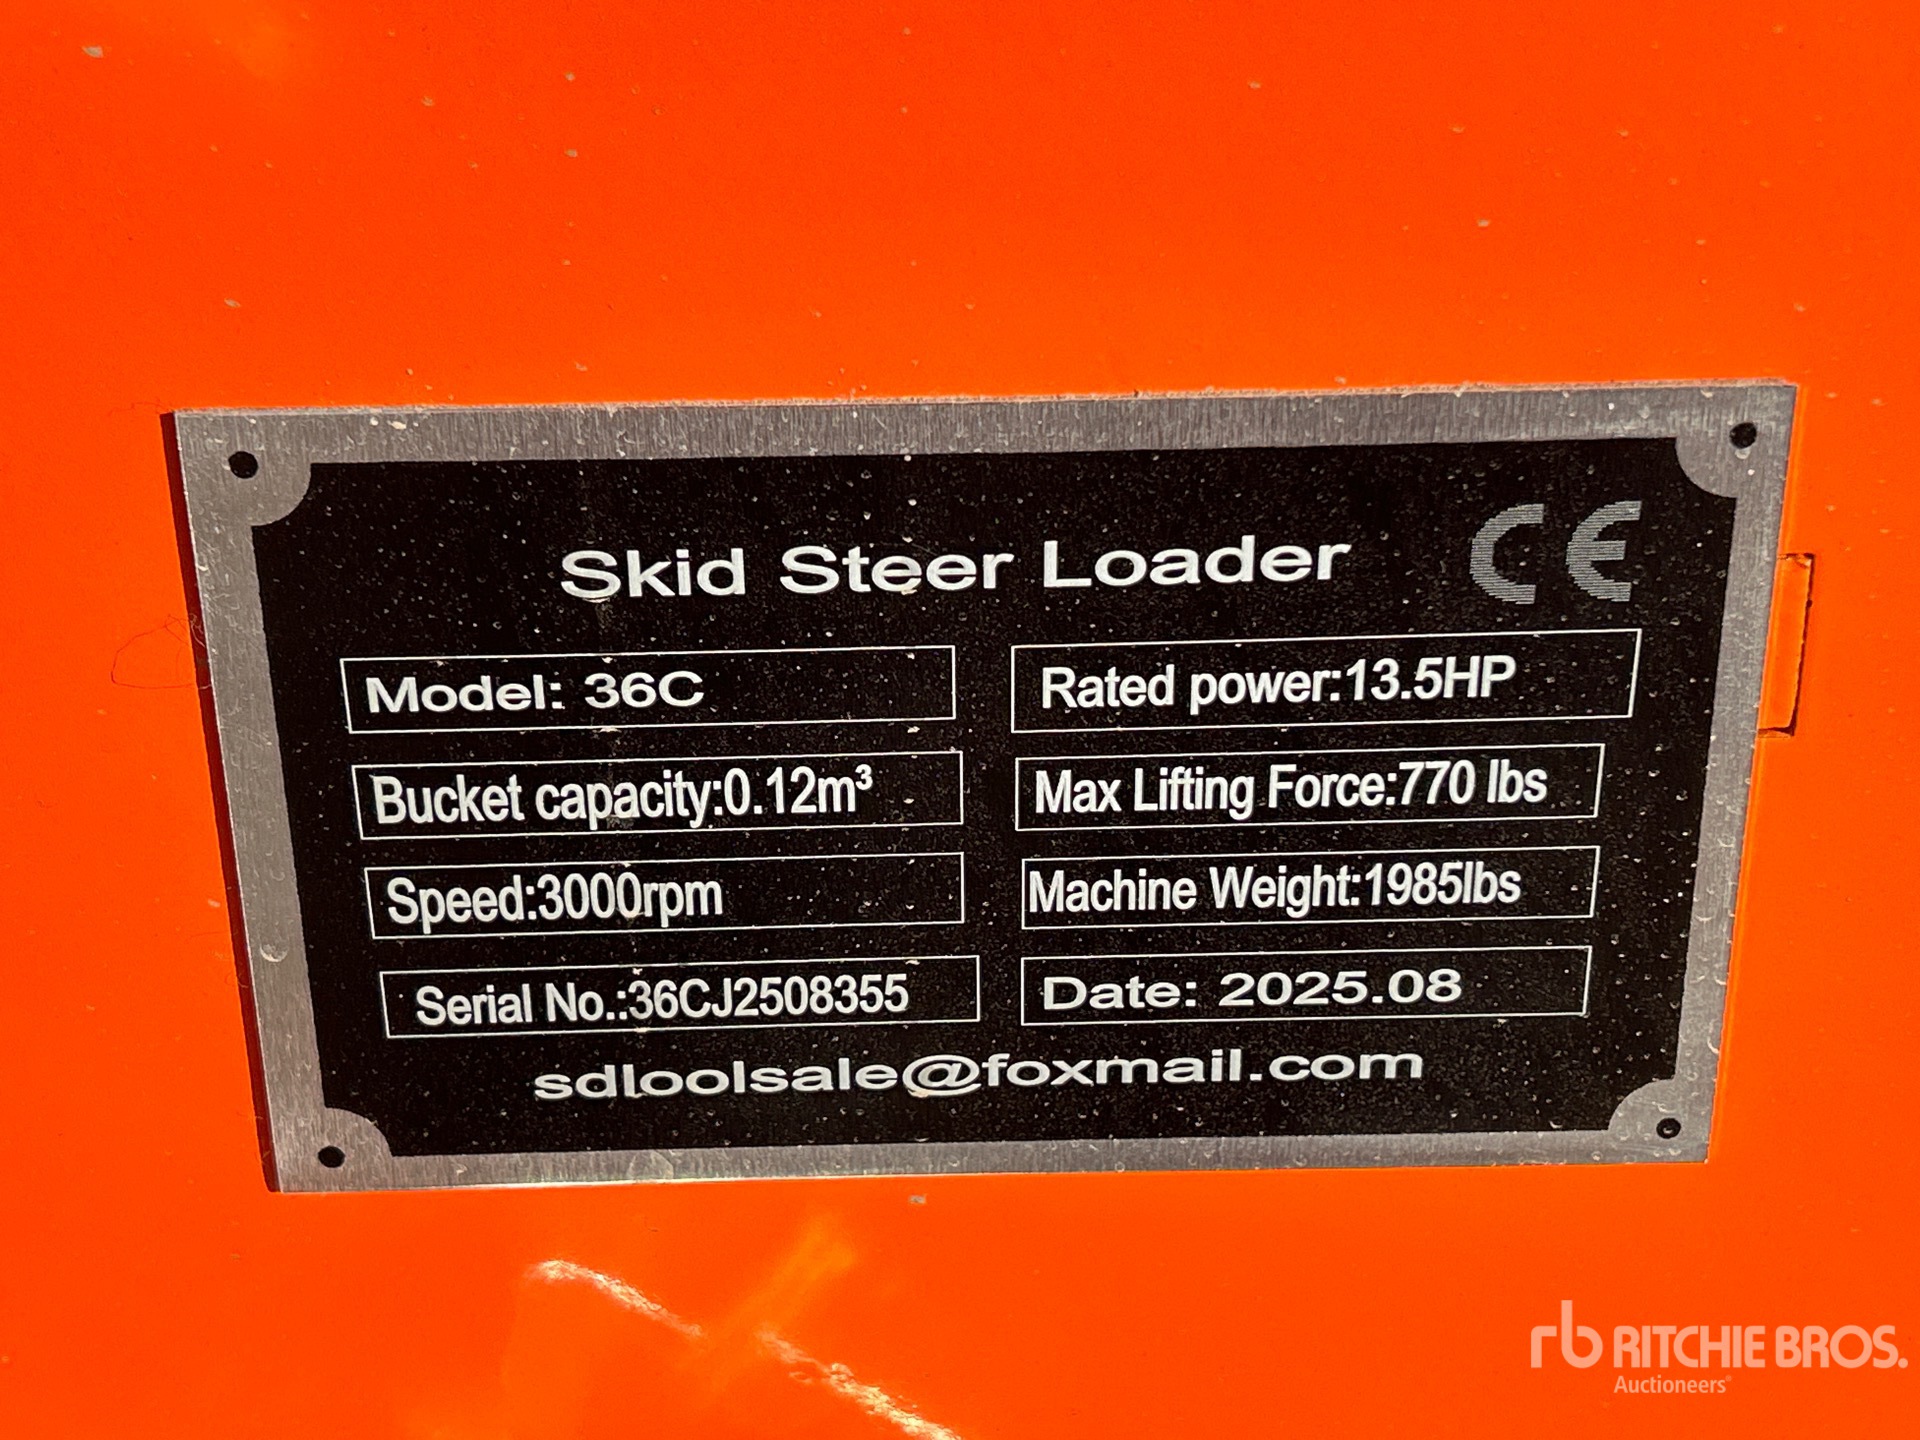 Skid Steer Loader CE
Model: 36C
Rated power:13.5HP
Bucket capacity:0.12m³
Max Lifting Force:770 lbs
Speed:3000rpm
Machine Weight:1985lbs
Serial No.:36CJ2508355
Date: 2025.08
sdloolsale@foxmail.com
rb RITCHIE BROS.
Auctioneers®